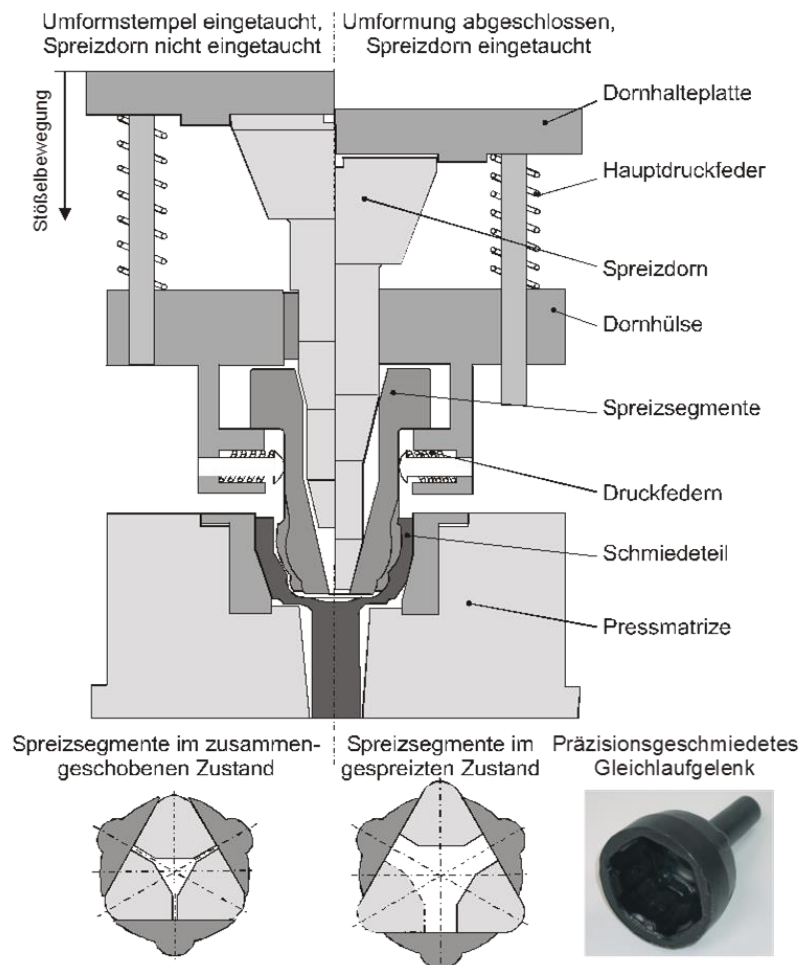 Umformstempel eingetaucht,
Spreizdorn nicht eingetaucht
Umformung abgeschlossen,
Spreizdorn eingetaucht
Stößelbewegung
Dornhalteplatte
Hauptdruckfeder
Spreizdorn
Dornhülse
Spreizsegmente
Druckfedern
Schmiedeteil
Pressmatrize
Spreizsegmente im zusammen-
geschobenen Zustand
Spreizsegmente im
gespreizten Zustand
Präzisionsgeschmiedetes
Gleichlaufgelenk